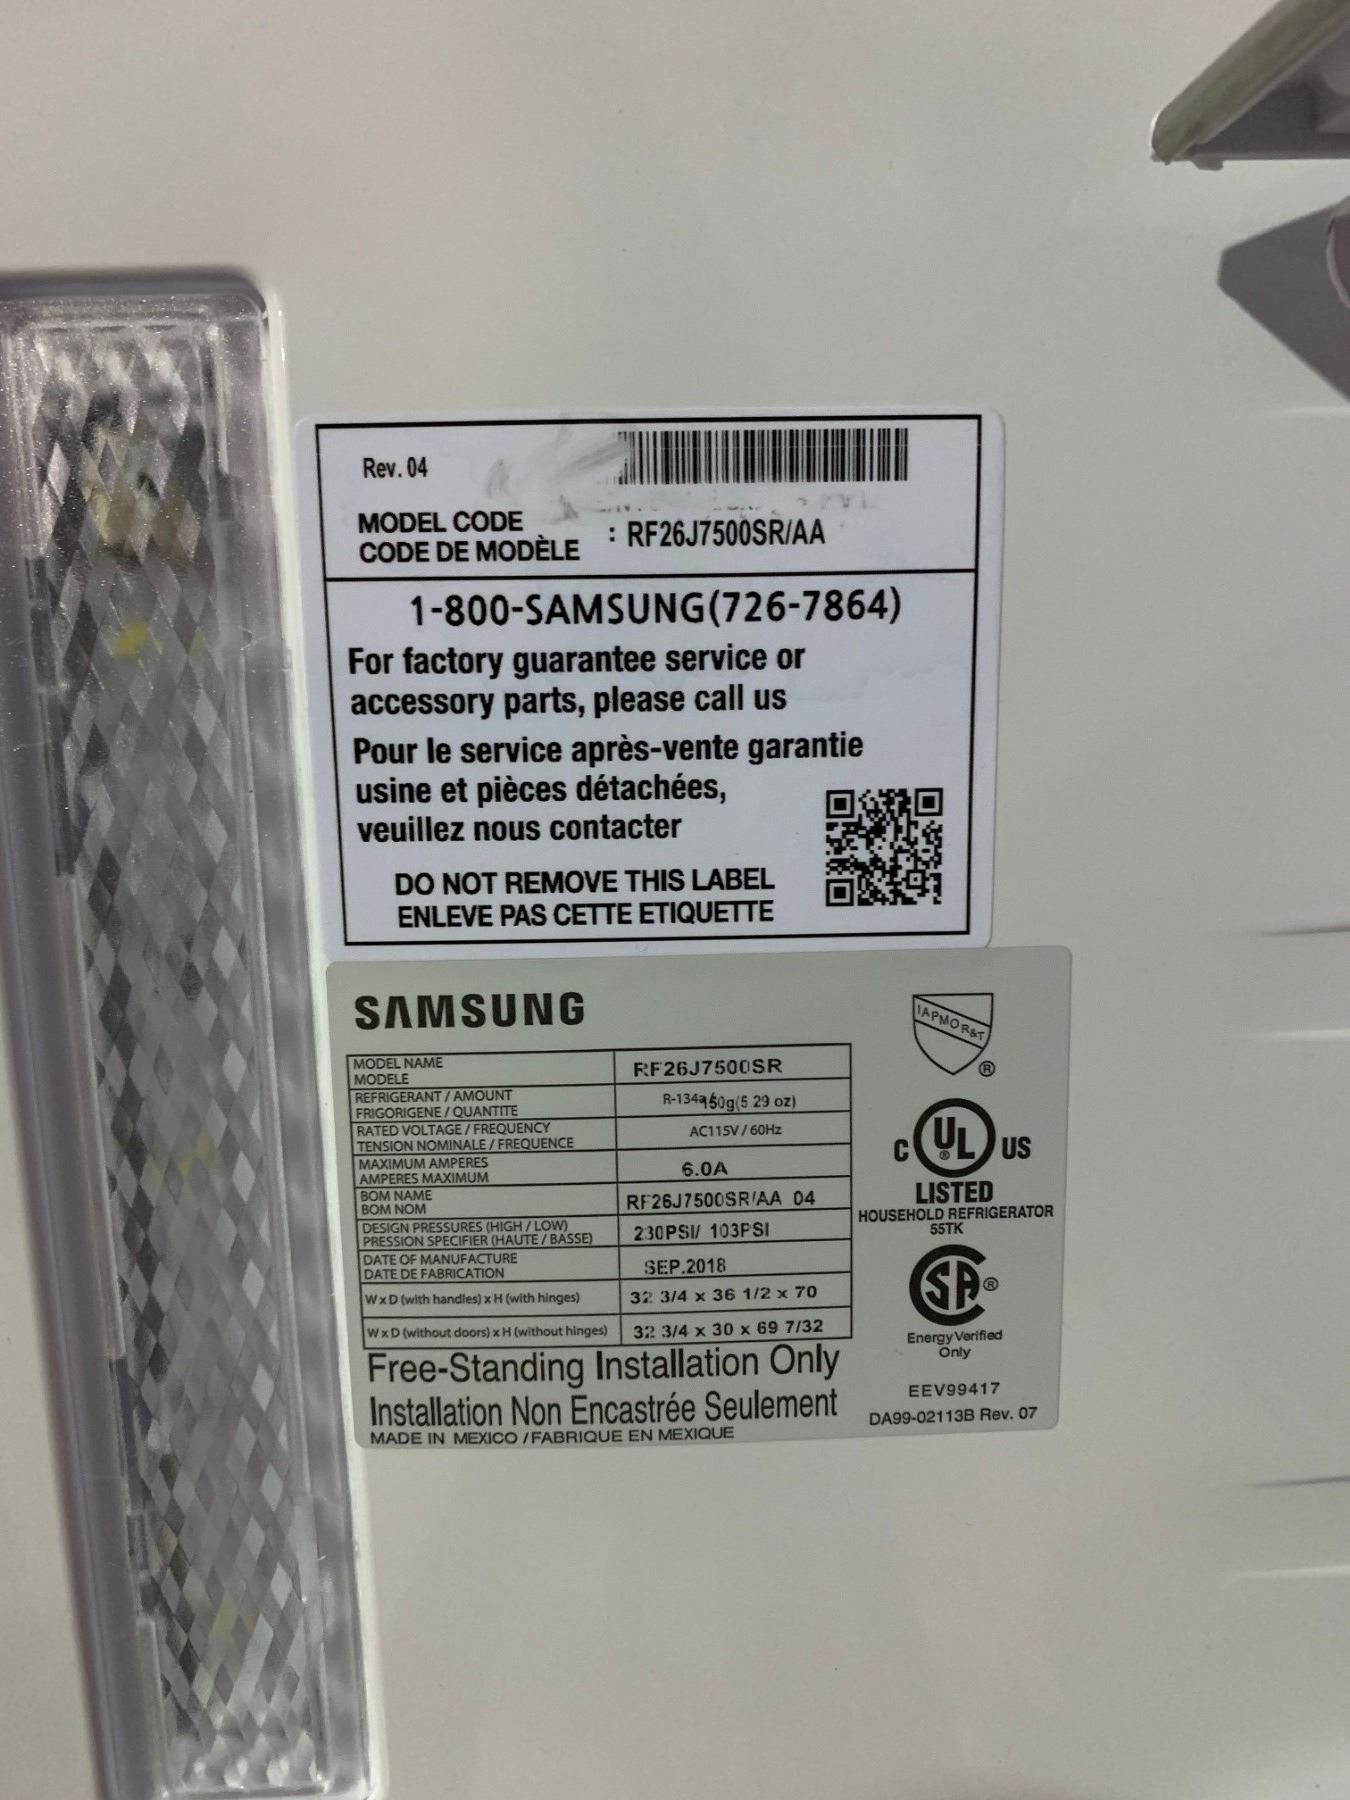 Rev. 04
MODEL CODE
CODE DE MODÈLE
: RF26J7500SR/AA
1-800-SAMSUNG(726-7864)
For factory guarantee service or
accessory parts, please call us
Pour le service après-vente garantie
usine et pièces détachées,
veuillez nous contacter
DO NOT REMOVE THIS LABEL
ENLEVE PAS CETTE ETIQUETTE
SAMSUNG
MODEL NAME
MODELE
RF26J7500SR
REFRIGERANT / AMOUNT
FRIGORIGENE / QUANTITE
R-134a 150g(5.29 oz)
RATED VOLTAGE / FREQUENCY
TENSION NOMINALE / FREQUENCE
AC115V / 60Hz
MAXIMUM AMPERES
AMPERES MAXIMUM
6.0A
BOM NAME
BOM NOM
RF26J7500SR/AA 04
DESIGN PRESSURES (HIGH / LOW)
PRESSION SPECIFIER (HAUTE / BASSE)
230PSI/ 103PSI
DATE OF MANUFACTURE
DATE DE FABRICATION
SEP.2018
W x D (with handles) x H (with hinges)
32 3/4 x 36 1/2 x 70
W x D (without doors) x H (without hinges)
32 3/4 x 30 x 69 7/32
Free-Standing Installation Only
Installation Non Encastrée Seulement
MADE IN MEXICO / FABRIQUE EN MEXIQUE
IAPMO R&T
®
C UL ® US
LISTED
HOUSEHOLD REFRIGERATOR
55TK
SA ®
Energy Verified
Only
EEV99417
DA99-02113B Rev. 07